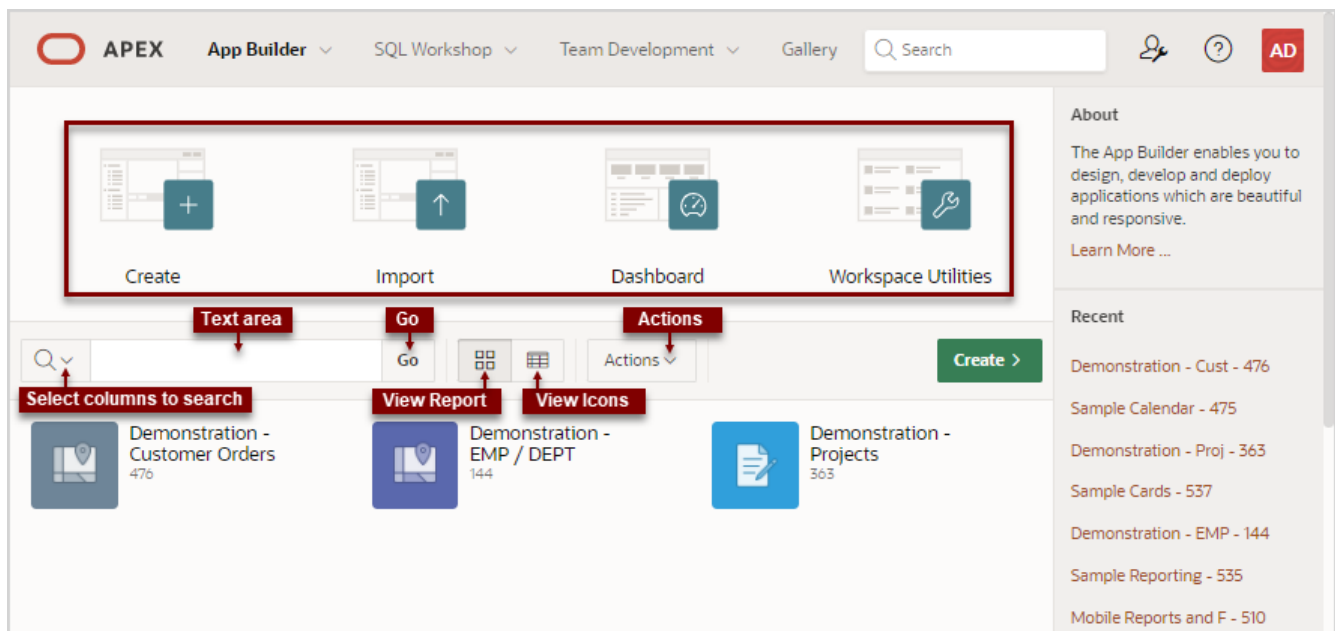 APEX App Builder SQL Workshop Team Development Gallery Search AD
Create Import Dashboard Workspace Utilities
Text area Go Actions
Go Actions Create >
Select columns to search View Report View Icons
Demonstration -
Customer Orders
476
Demonstration -
EMP / DEPT
144
Demonstration -
Projects
363
About
The App Builder enables you to
design, develop and deploy
applications which are beautiful
and responsive.
Learn More ...
Recent
Demonstration - Cust - 476
Sample Calendar - 475
Demonstration - Proj - 363
Sample Cards - 537
Demonstration - EMP - 144
Sample Reporting - 535
Mobile Reports and F - 510